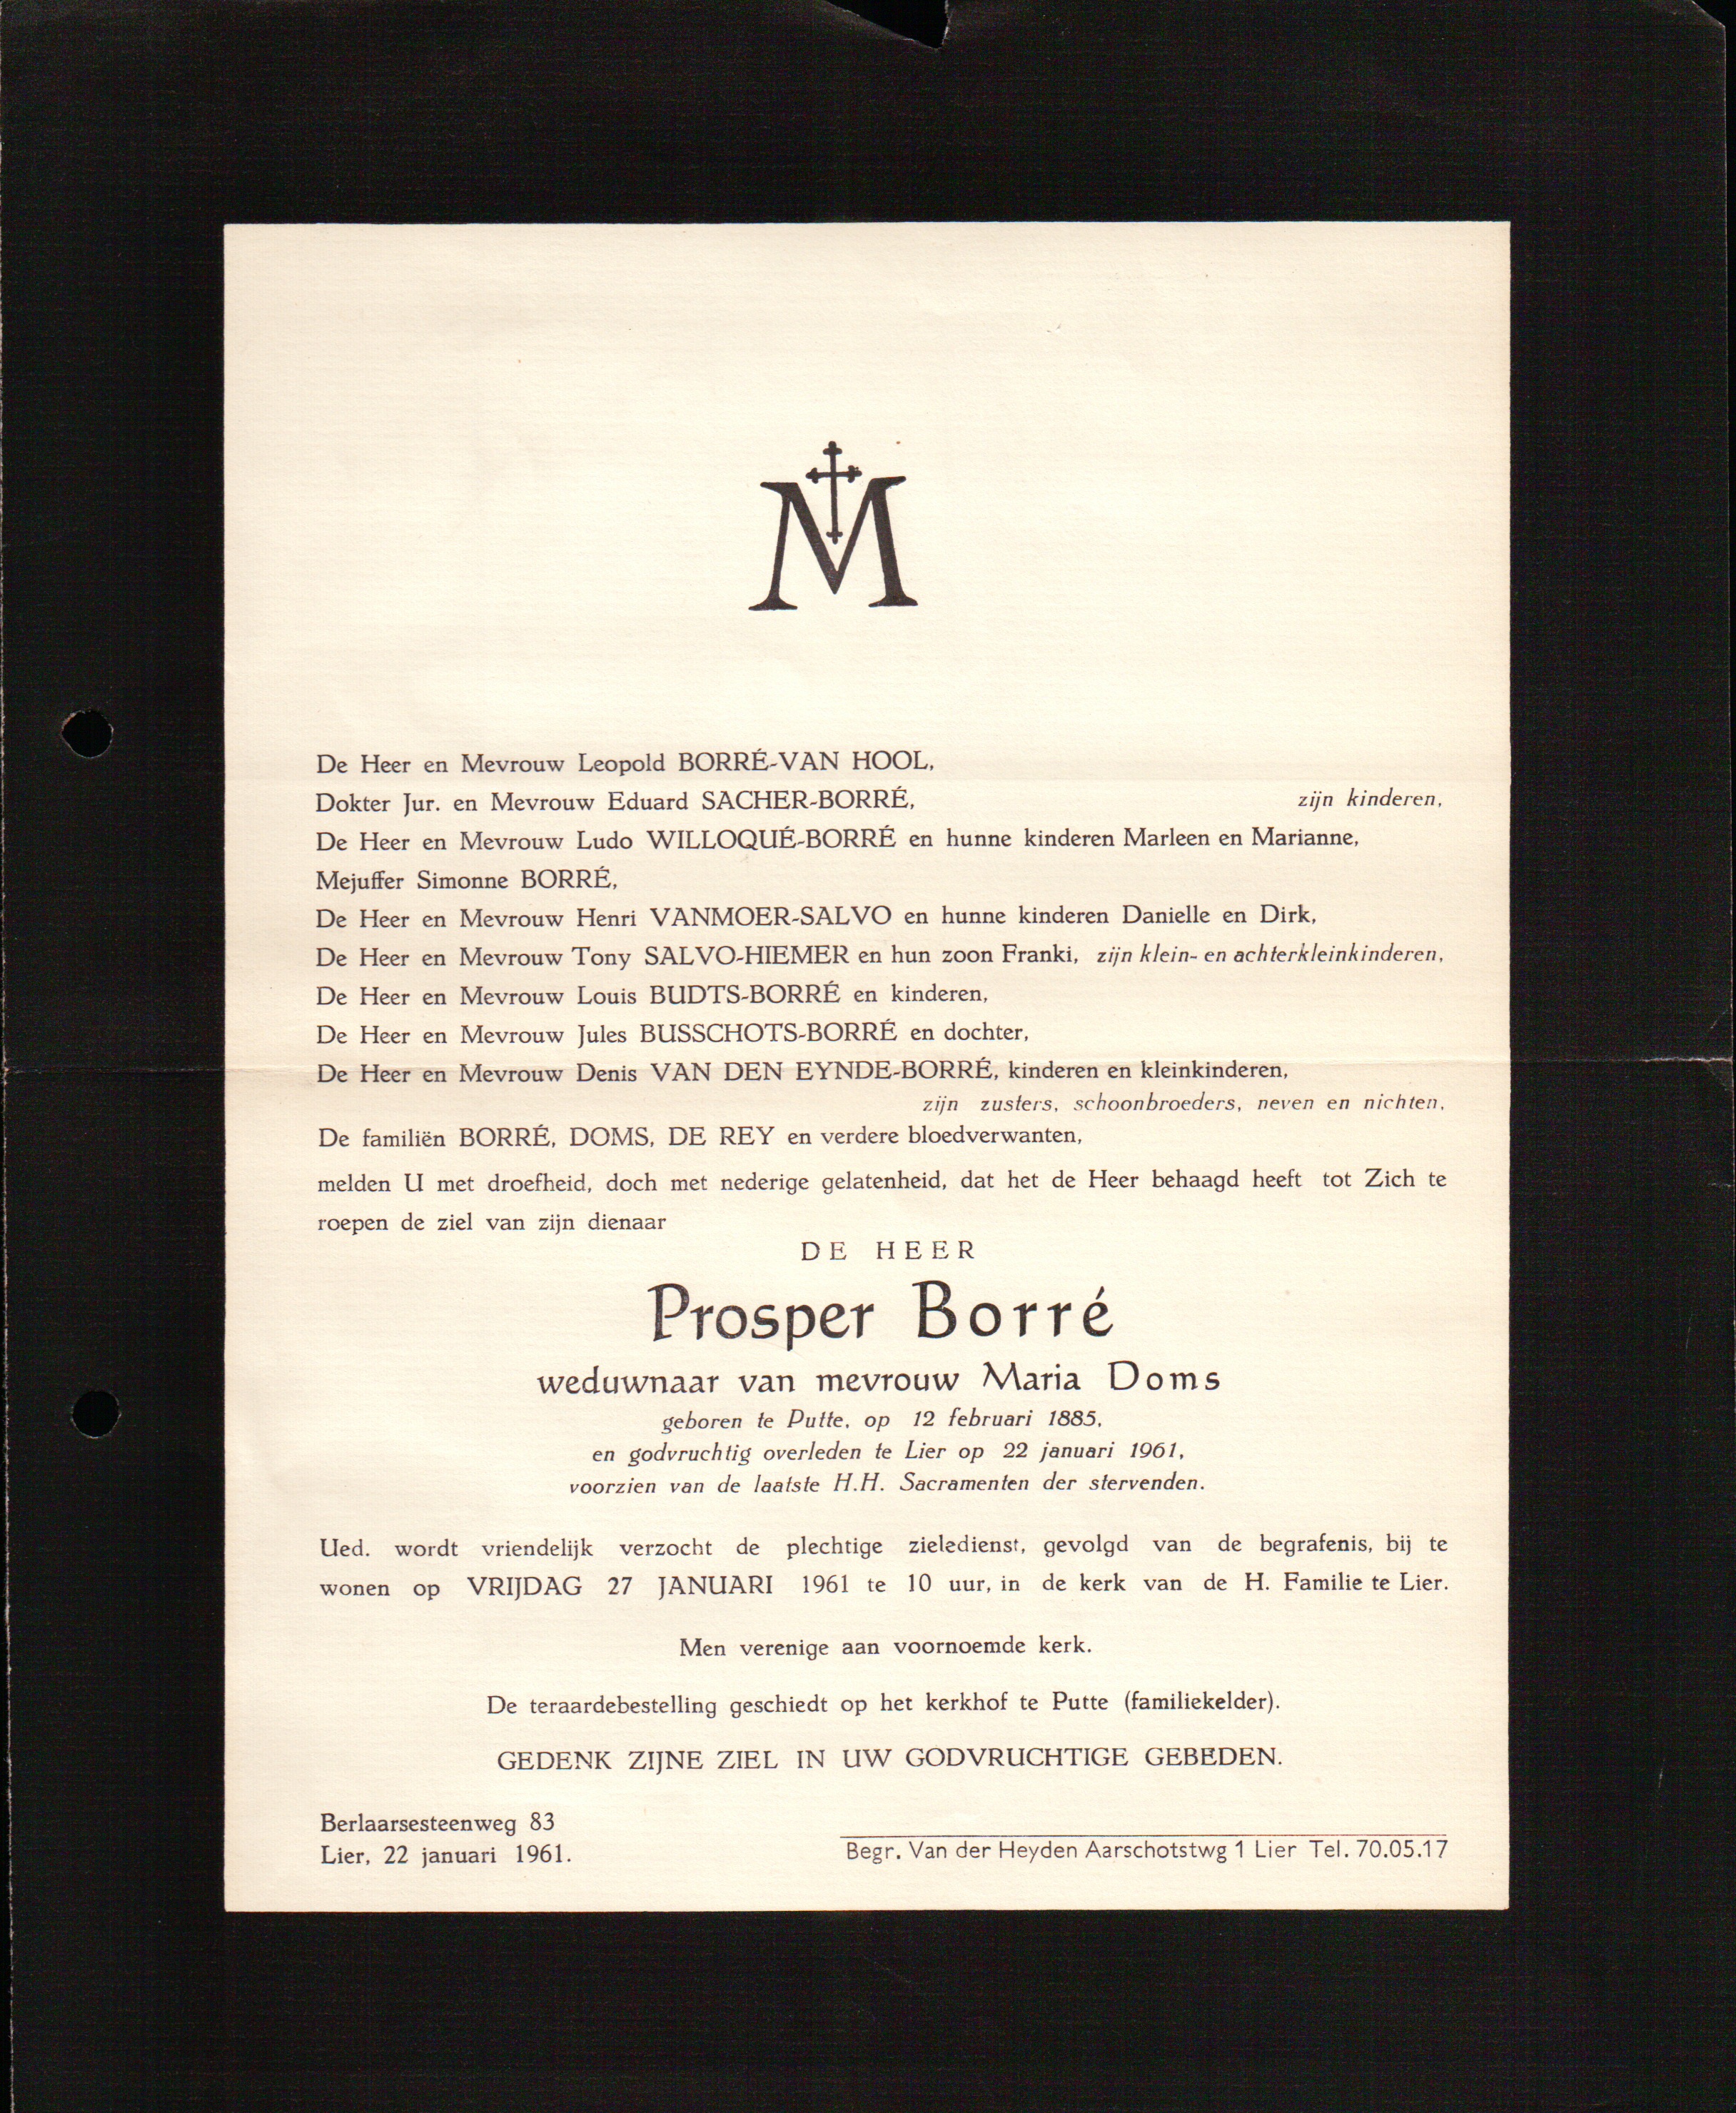 M
De Heer en Mevrouw Leopold BORRÉ-VAN HOOL,
Dokter Jur. en Mevrouw Eduard SACHER-BORRÉ, zijn kinderen,
De Heer en Mevrouw Ludo WILLOQUÉ-BORRÉ en hunne kinderen Marleen en Marianne,
Mejuffer Simonne BORRÉ,
De Heer en Mevrouw Henri VANMOER-SALVO en hunne kinderen Danielle en Dirk,
De Heer en Mevrouw Tony SALVO-HIEMER en hun zoon Franki, zijn klein- en achterkleinkinderen,
De Heer en Mevrouw Louis BUDTS-BORRÉ en kinderen,
De Heer en Mevrouw Jules BUSSCHOTS-BORRÉ en dochter,
De Heer en Mevrouw Denis VAN DEN EYNDE-BORRÉ, kinderen en kleinkinderen,
zijn zusters, schoonbroeders, neven en nichten,
De familiën BORRÉ, DOMS, DE REY en verdere bloedverwanten,
melden U met droefheid, doch met nederige gelatenheid, dat het de Heer behaagd heeft tot Zich te
roepen de ziel van zijn dienaar
DE HEER
Prosper Borré
weduwnaar van mevrouw Maria Doms
geboren te Putte, op 12 februari 1885,
en godvruchtig overleden te Lier op 22 januari 1961,
voorzien van de laatste H.H. Sacramenten der stervenden.
Ued. wordt vriendelijk verzocht de plechtige zieledienst, gevolgd van de begrafenis, bij te
wonen op VRIJDAG 27 JANUARI 1961 te 10 uur, in de kerk van de H. Familie te Lier.
Men verenige aan voornoemde kerk.
De teraardebestelling geschiedt op het kerkhof te Putte (familiekelder).
GEDENK ZIJNE ZIEL IN UW GODVRUCHTIGE GEBEDEN.
Berlaarsesteenweg 83
Lier, 22 januari 1961.
Begr. Van der Heyden Aarschotstwg 1 Lier Tel. 70.05.17